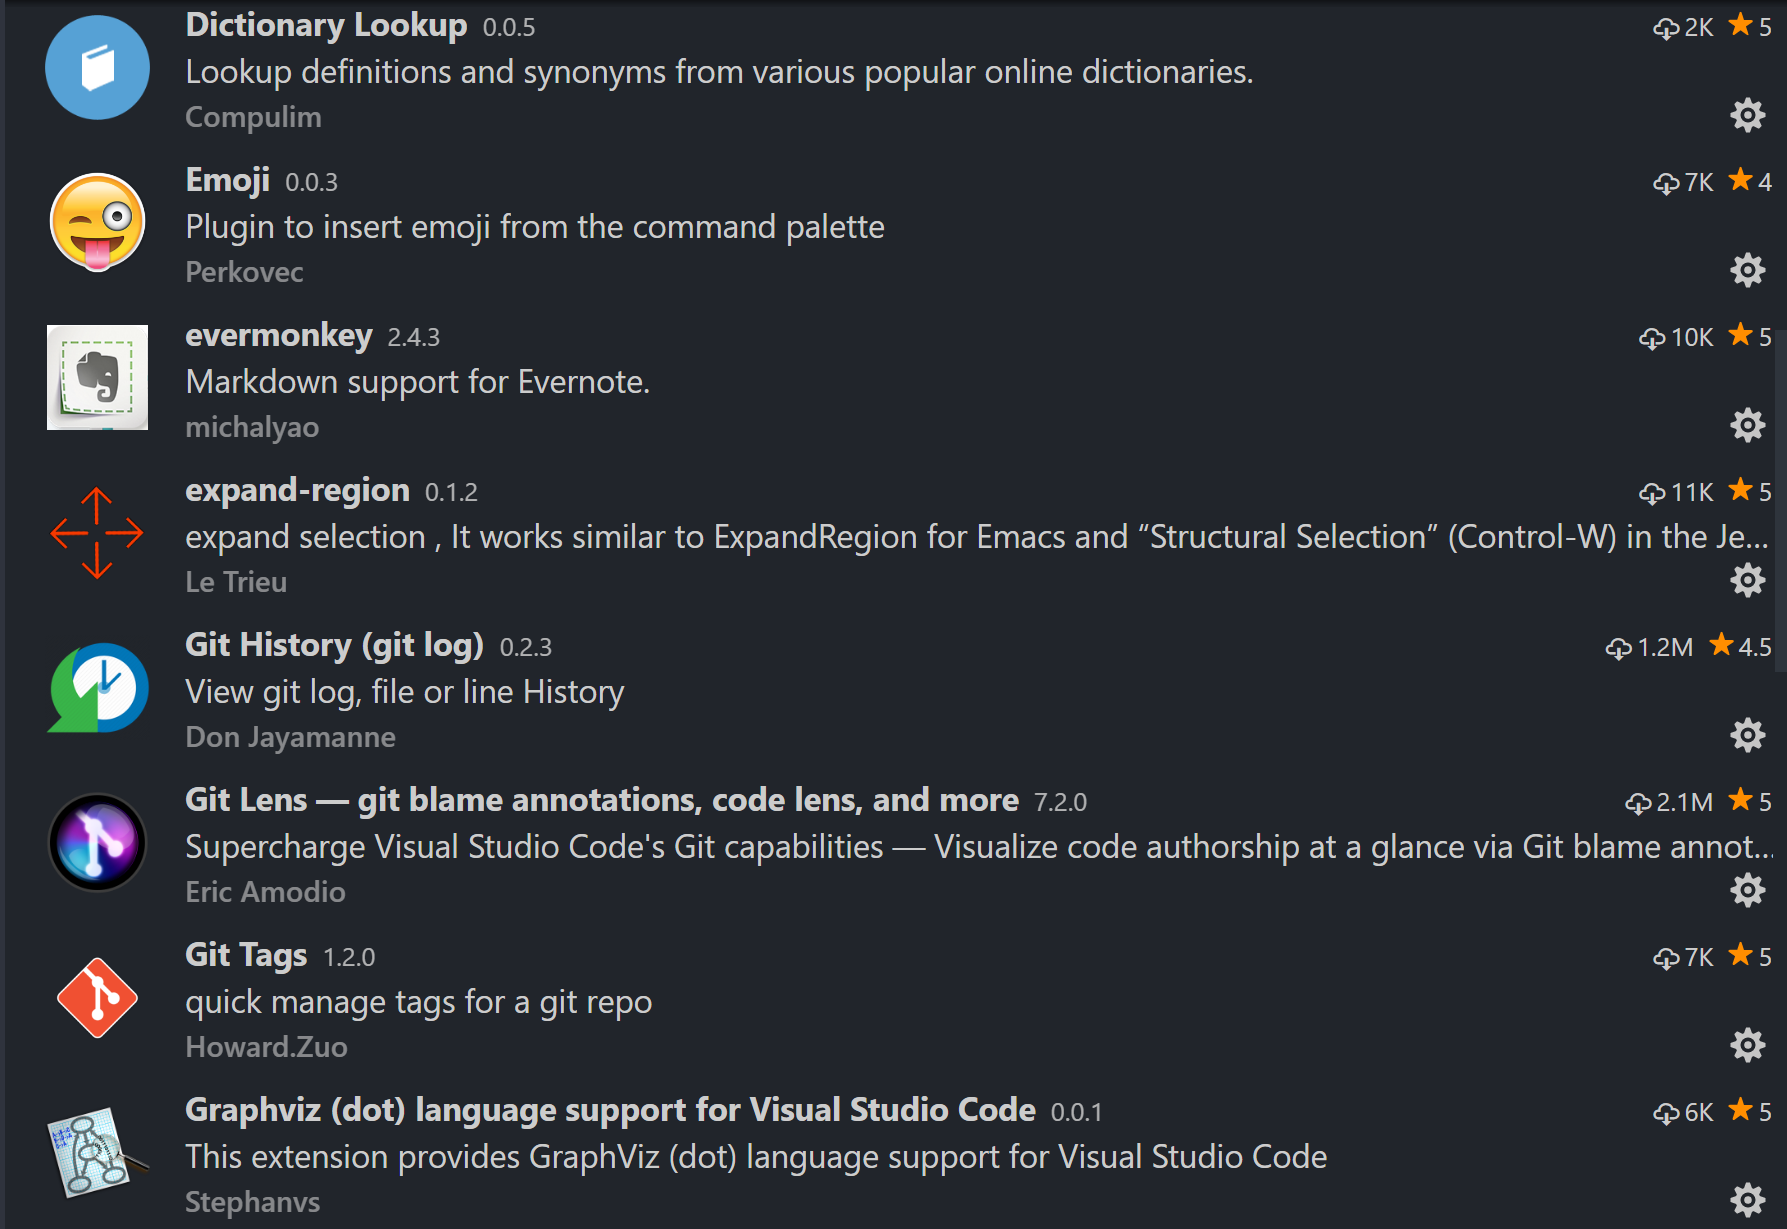 Dictionary Lookup 0.0.5 2K 5
Lookup definitions and synonyms from various popular online dictionaries.
Compulim
Emoji 0.0.3 7K 4
Plugin to insert emoji from the command palette
Perkovec
evermonkey 2.4.3 10K 5
Markdown support for Evernote.
michalyao
expand-region 0.1.2 11K 5
expand selection , It works similar to ExpandRegion for Emacs and “Structural Selection” (Control-W) in the Je...
Le Trieu
Git History (git log) 0.2.3 1.2M 4.5
View git log, file or line History
Don Jayamanne
Git Lens — git blame annotations, code lens, and more 7.2.0 2.1M 5
Supercharge Visual Studio Code's Git capabilities — Visualize code authorship at a glance via Git blame annot...
Eric Amodio
Git Tags 1.2.0 7K 5
quick manage tags for a git repo
Howard.Zuo
Graphviz (dot) language support for Visual Studio Code 0.0.1 6K 5
This extension provides GraphViz (dot) language support for Visual Studio Code
Stephanvs